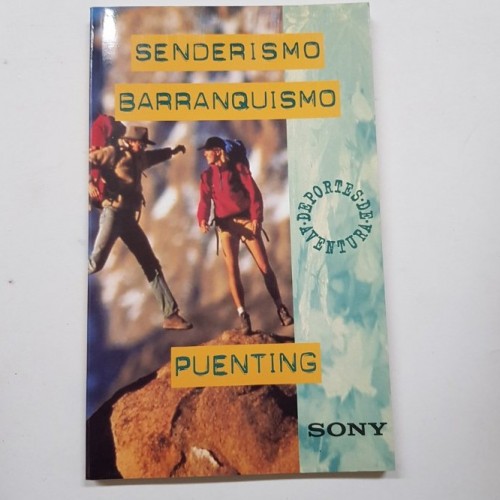 SENDERISMO
BARRANQUISMO
·DEPORTES·DE·AVENTURA
PUENTING
SONY